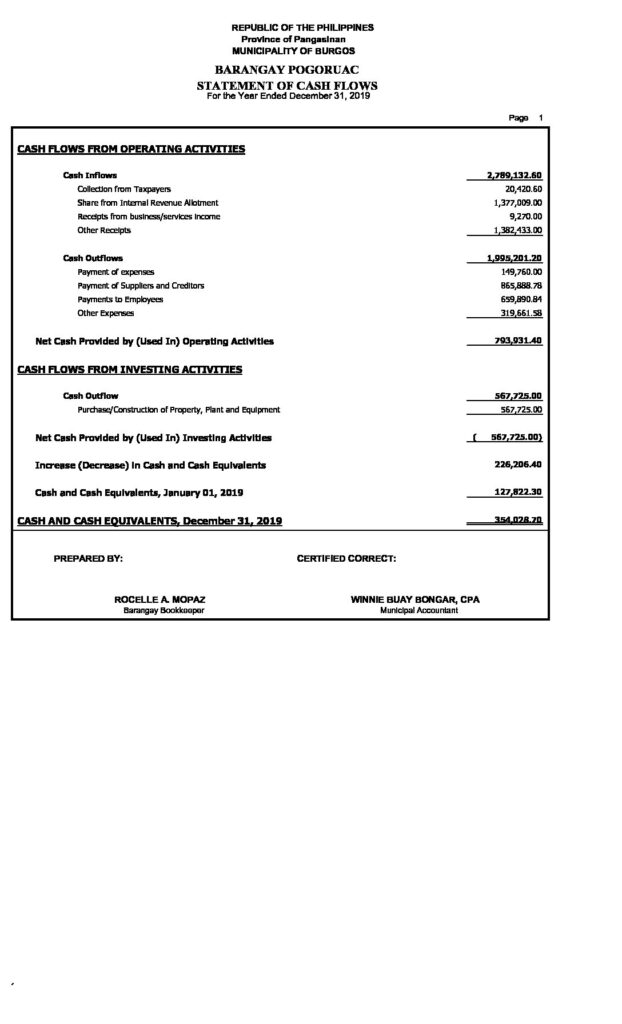 REPUBLIC OF THE PHILIPPINES
Province of Pangasinan
MUNICIPALITY OF BURGOS
BARANGAY POGORUAC
STATEMENT OF CASH FLOWS
For the Year Ended December 31, 2019
Page 1
CASH FLOWS FROM OPERATING ACTIVITIES
Cash Inflows 2,789,132.60
Collection from Taxpayers 20,420.60
Share from Internal Revenue Allotment 1,377,009.00
Receipts from business/services income 9,270.00
Other Receipts 1,382,433.00
Cash Outflows 1,995,201.20
Payment of expenses 149,760.00
Payment of Suppliers and Creditors 865,888.78
Payments to Employees 659,890.84
Other Expenses 319,661.58
Net Cash Provided by (Used In) Operating Activities 793,931.40
CASH FLOWS FROM INVESTING ACTIVITIES
Cash Outflow 567,725.00
Purchase/Construction of Property, Plant and Equipment 567,725.00
Net Cash Provided by (Used In) Investing Activities ( 567,725.00)
Increase (Decrease) in Cash and Cash Equivalents 226,206.40
Cash and Cash Equivalents, January 01, 2019 127,822.30
CASH AND CASH EQUIVALENTS, December 31, 2019 354,028.70
PREPARED BY: CERTIFIED CORRECT:
ROCELLE A. MOPAZ WINNIE BUAY BONGAR, CPA
Barangay Bookkeeper Municipal Accountant